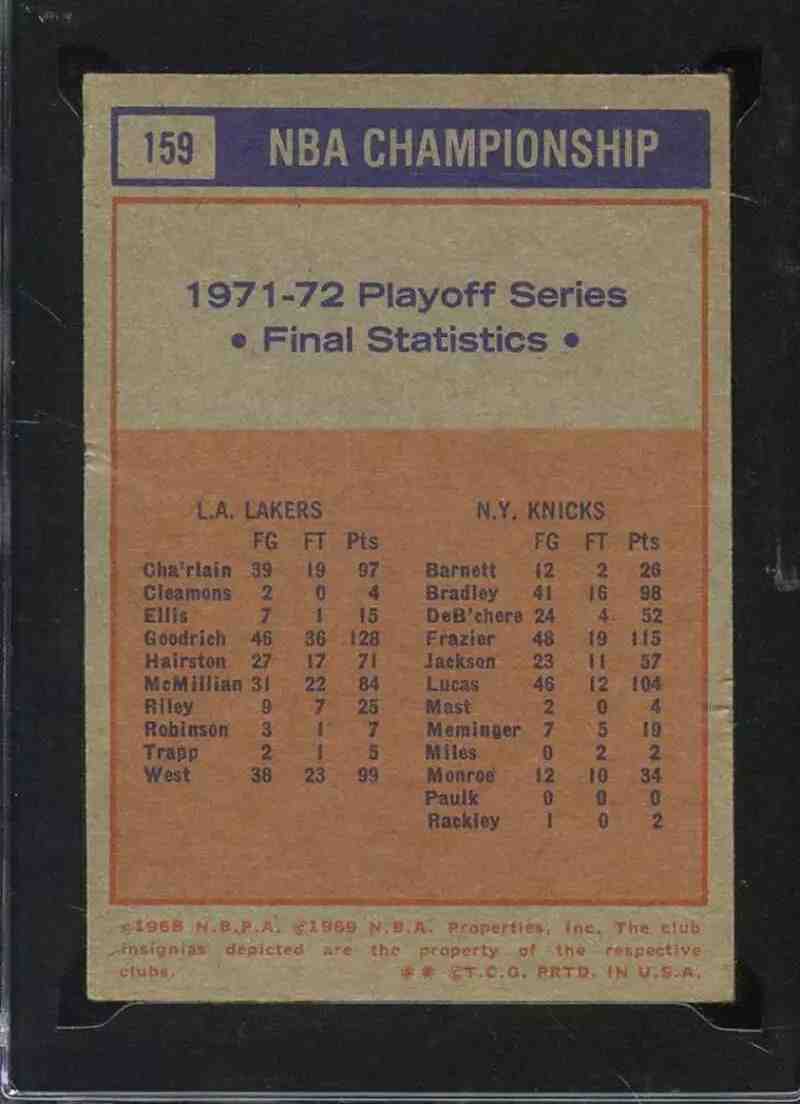 159 NBA CHAMPIONSHIP
1971-72 Playoff Series
• Final Statistics •
L.A. LAKERS
FG FT Pts
Cha'rlain 39 19 97
Cleamons 2 0 4
Ellis 7 1 15
Goodrich 46 36 128
Hairston 27 17 71
McMillian 31 22 84
Riley 9 7 25
Robinson 3 1 7
Trapp 2 1 5
West 38 23 99
N.Y. KNICKS
FG FT Pts
Barnett 12 2 26
Bradley 41 16 98
DeB'chere 24 4 52
Frazier 48 19 115
Jackson 23 11 57
Lucas 46 12 104
Mast 2 0 4
Meminger 7 5 19
Miles 0 2 2
Monroe 12 10 34
Paulk 0 0 0
Rackley 1 0 2
©1968 N.B.P.A. ©1969 N.B.A. Properties, Inc. The club
insignias depicted are the property of the respective
clubs. * * ©T.C.G. PRTD. IN U.S.A.